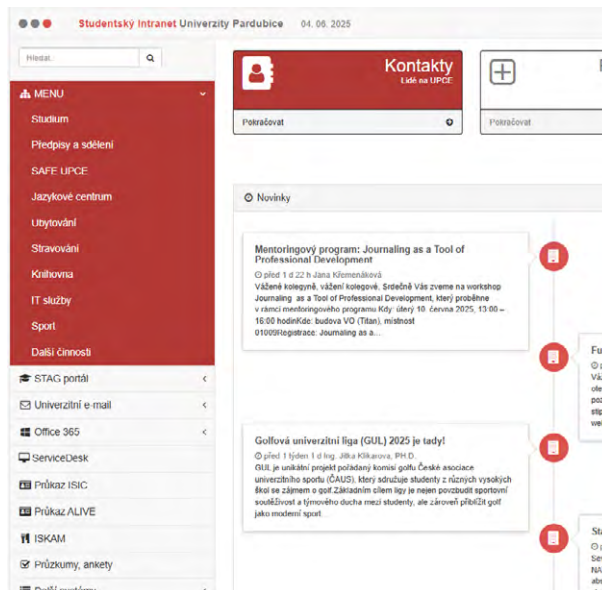 Studentský Intranet Univerzity Pardubice 04. 06. 2025
Hledat.
MENU
Studium
Předpisy a sdělení
SAFE UPCE
Jazykové centrum
Ubytování
Stravování
Knihovna
IT služby
Sport
Další činnosti
STAG portál
Univerzitní e-mail
Office 365
ServiceDesk
Průkaz ISIC
Průkaz ALIVE
ISKAM
Průzkumy, ankety
Další systémy
Kontakty
Lidé na UPCE
Pokračovat
Pokračovat
Novinky
Mentoringový program: Journaling as a Tool of
Professional Development
před 1 d 22 h Jana Křemenáková
Vážené kolegyně, vážení kolegové, Srdečně Vás zveme na workshop
Journaling as a Tool of Professional Development, který proběhne
v rámci mentoringového programu.Kdy: úterý 10. června 2025, 13:00 –
16:00 hodinKde: budova VO (Titan), místnost
01009Registrace: Journaling as a...
Golfová univerzitní liga (GUL) 2025 je tady!
před 1 týden 1 d Ing. Jitka Klikarova, PH.D.
GUL je unikátní projekt pořádaný komisí golfu České asociace
univerzitního sportu (ČAUS), který sdružuje studenty z různých vysokých
škol se zájmem o golf.Základním cílem ligy je nejen povzbudit sportovní
soutěživost a týmového ducha mezi studenty, ale zároveň přiblížit golf
jako moderní sport...